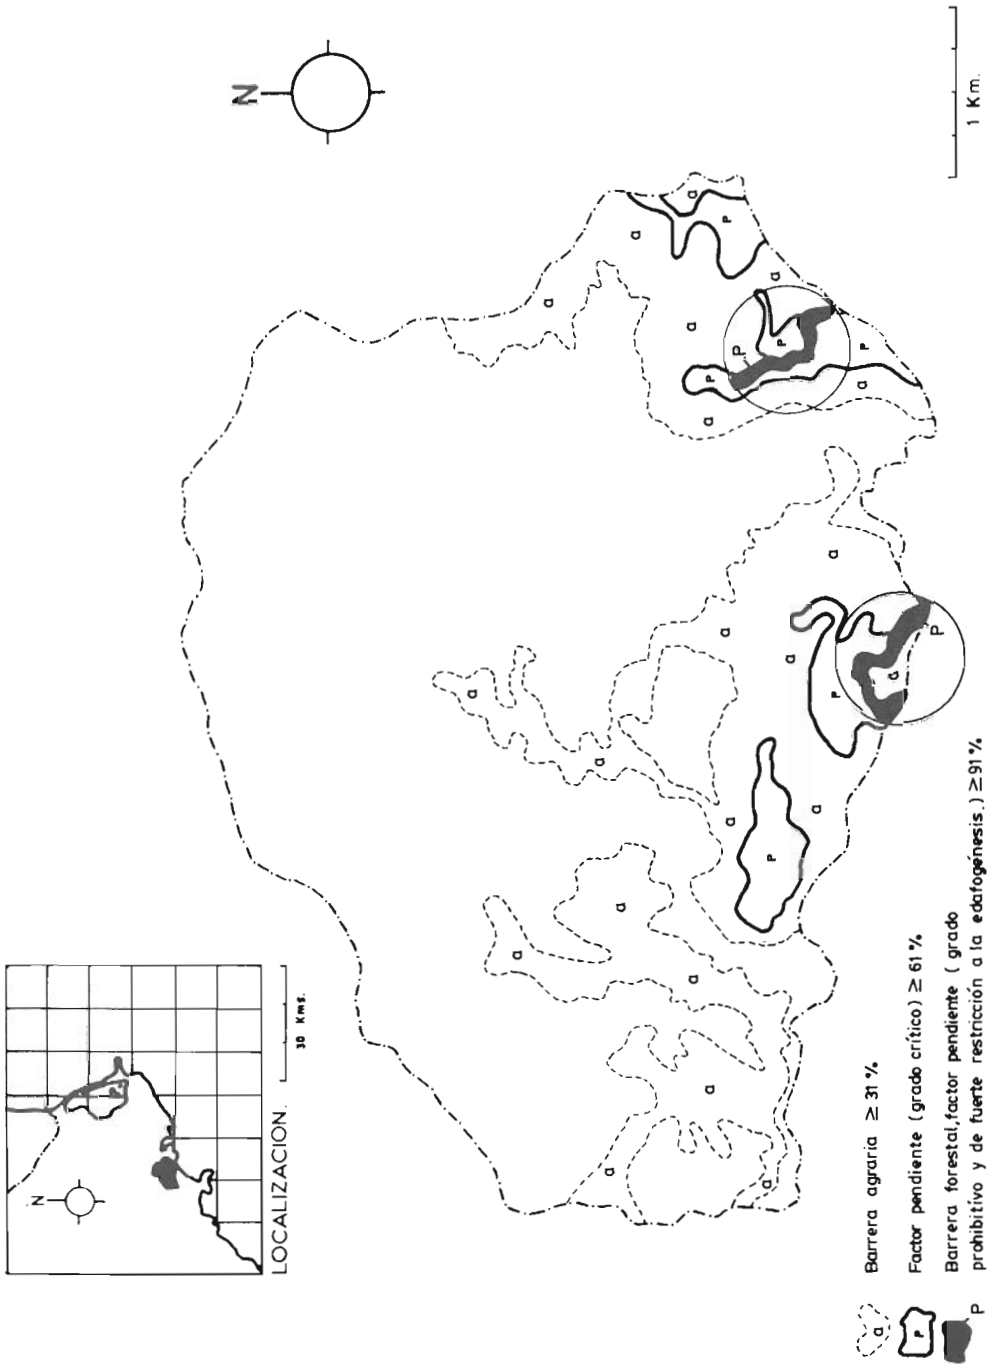 N
1 Km.
a
a
a
P
a
a
P
P
P
P
a
a
a
a
a
a
P
a
P
a
a
a
a
P
a
a
a
a
a
a
N
P.
30 Kms.
LOCALIZACION.
a
Barrera agraria ≥ 31 %
P
Factor pendiente (grado crítico) ≥ 61 %
P
Barrera forestal, factor pendiente ( grado
prohibitivo y de fuerte restricción a la edafogénesis.) ≥ 91 %